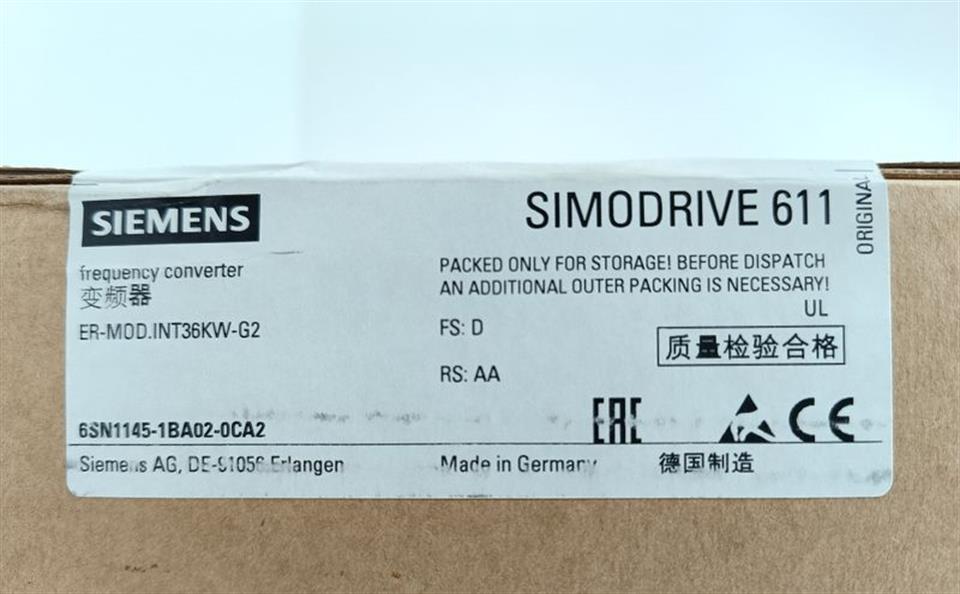 SIEMENS
SIMODRIVE 611
ORIGINAL
frequency converter
变频器
ER-MOD.INT36KW-G2
PACKED ONLY FOR STORAGE! BEFORE DISPATCH
AN ADDITIONAL OUTER PACKING IS NECESSARY!
UL
FS: D
质量检验合格
RS: AA
EAC
CE
6SN1145-1BA02-0CA2
Siemens AG, DE-91056 Erlangen
Made in Germany
德国制造